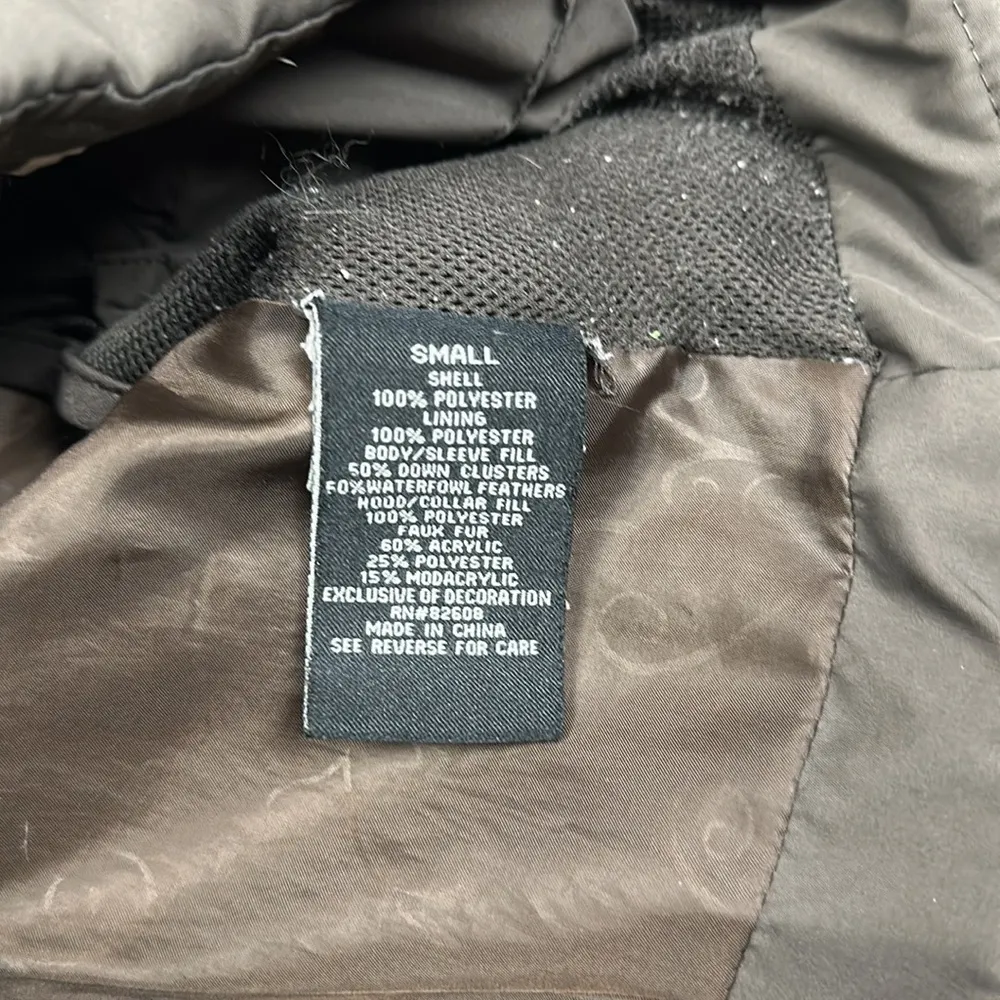 SMALL
SHELL
100% POLYESTER
LINING
100% POLYESTER
BODY/SLEEVE FILL
50% DOWN CLUSTERS
50%WATERFOWL FEATHERS
HOOD/COLLAR FILL
100% POLYESTER
FAUX FUR
60% ACRYLIC
25% POLYESTER
15% MODACRYLIC
EXCLUSIVE OF DECORATION
RN#82608
MADE IN CHINA
SEE REVERSE FOR CARE